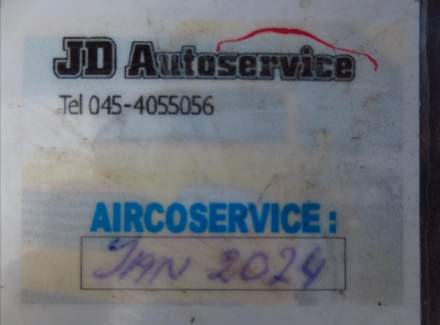 JD Autoservice
Tel 045-4055056
AIRCOSERVICE :
JAN 2024